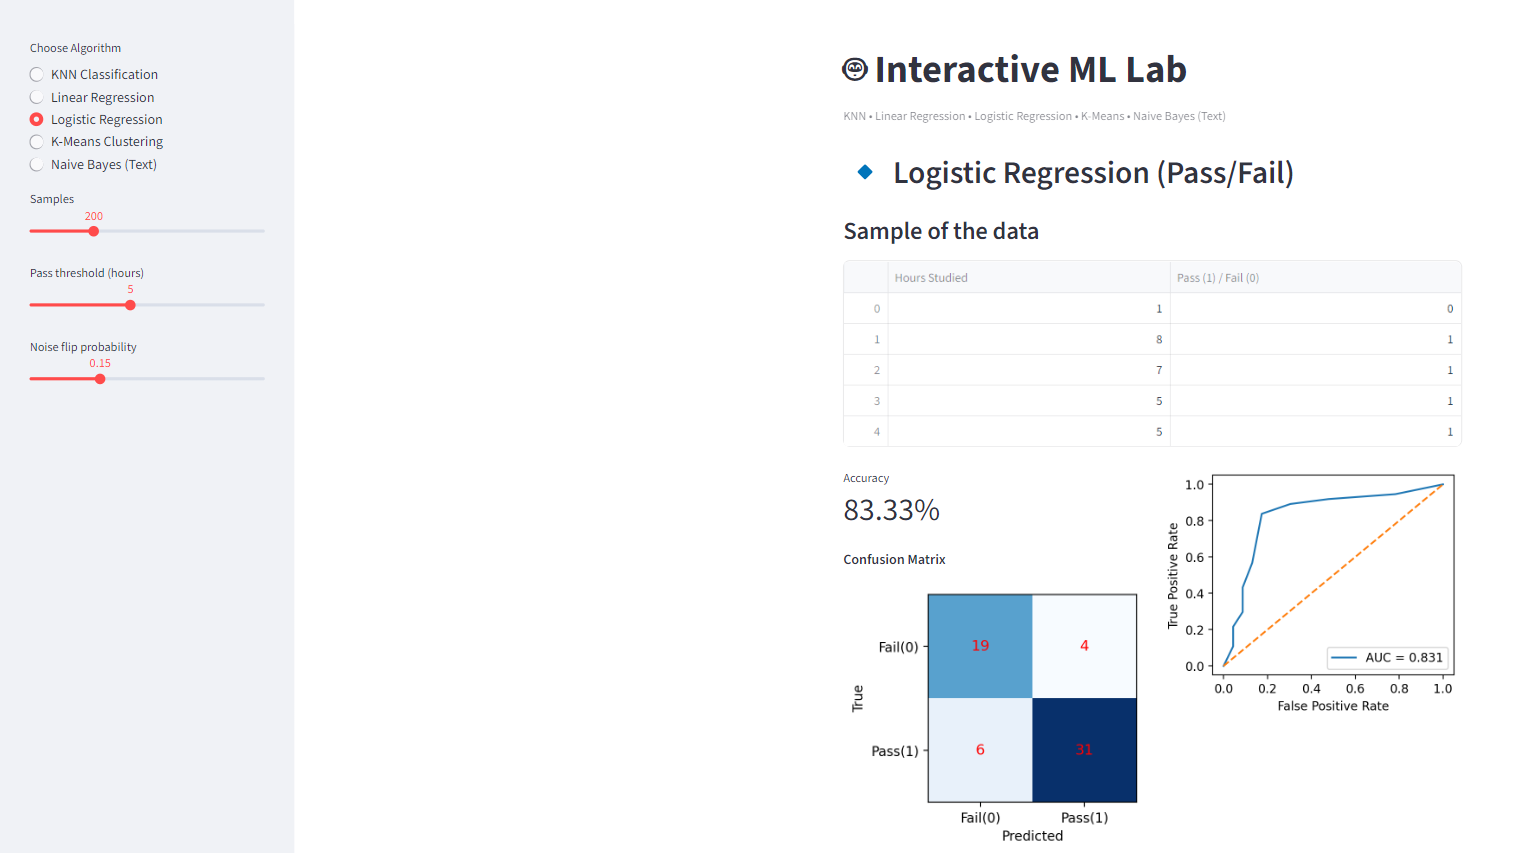 Choose Algorithm
KNN Classification
Linear Regression
Logistic Regression
K-Means Clustering
Naive Bayes (Text)
Samples
200
Pass threshold (hours)
5
Noise flip probability
0.15
Interactive ML Lab
KNN • Linear Regression • Logistic Regression • K-Means • Naive Bayes (Text)
Logistic Regression (Pass/Fail)
Sample of the data
Hours Studied Pass (1) / Fail (0)
0 1 0
1 8 1
2 7 1
3 5 1
4 5 1
Accuracy
83.33%
Confusion Matrix
True
Fail(0) 19 4
Pass(1) 6 31
Fail(0) Pass(1)
Predicted
True Positive Rate
1.0
0.8
0.6
0.4
0.2
0.0
AUC = 0.831
0.0 0.2 0.4 0.6 0.8 1.0
False Positive Rate